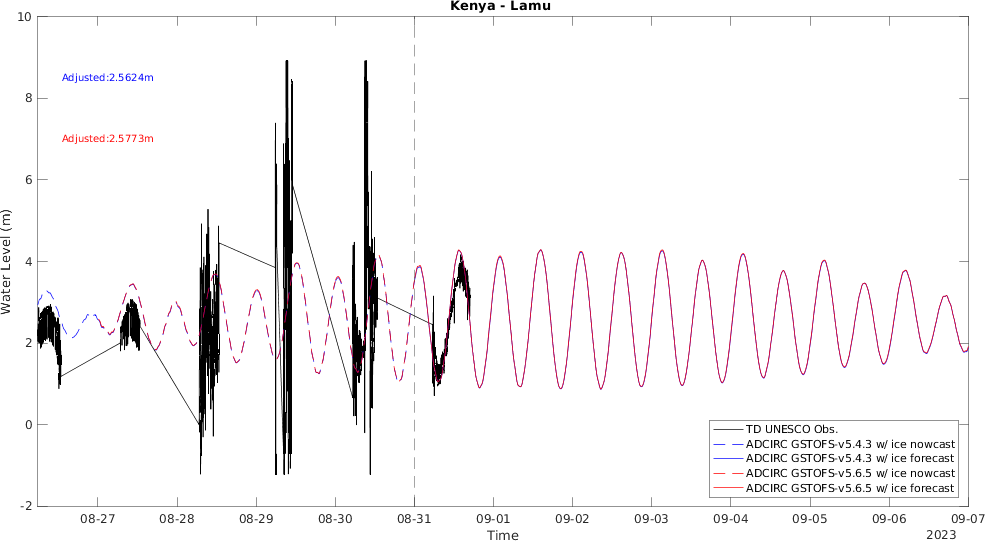 Kenya - Lamu
10
8
6
4
2
0
-2
Water Level (m)
Adjusted:2.5624m
Adjusted:2.5773m
TD UNESCO Obs.
ADCIRC GSTOFS-v5.4.3 w/ ice nowcast
ADCIRC GSTOFS-v5.4.3 w/ ice forecast
ADCIRC GSTOFS-v5.6.5 w/ ice nowcast
ADCIRC GSTOFS-v5.6.5 w/ ice forecast
08-27 08-28 08-29 08-30 08-31 09-01 09-02 09-03 09-04 09-05 09-06 09-07
Time
2023